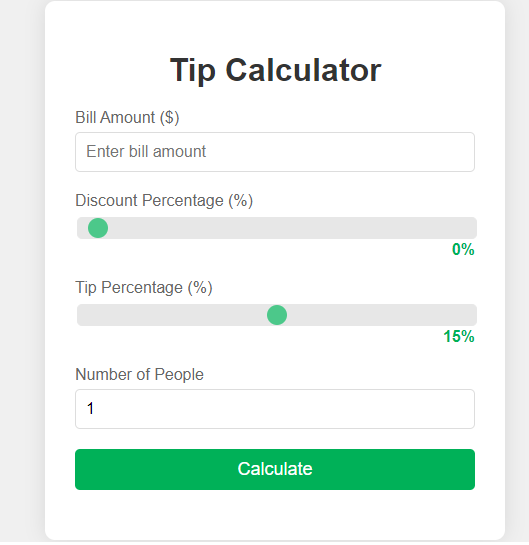 Tip Calculator
Bill Amount ($)
Enter bill amount
Discount Percentage (%)
0%
Tip Percentage (%)
15%
Number of People
1
Calculate